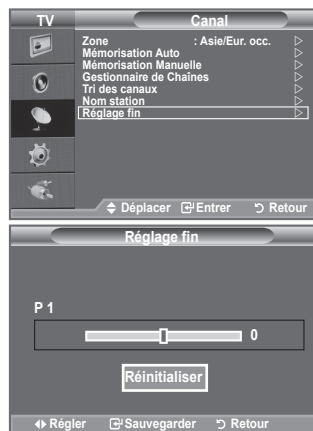 TV Canal
Zone : Asie/Eur. occ.
Mémorisation Auto
Mémorisation Manuelle
Gestionnaire de Chaînes
Tri des canaux
Nom station
Réglage fin
Déplacer Entrer Retour
Réglage fin
P 1
0
Réinitialiser
Régler Sauvegarder Retour